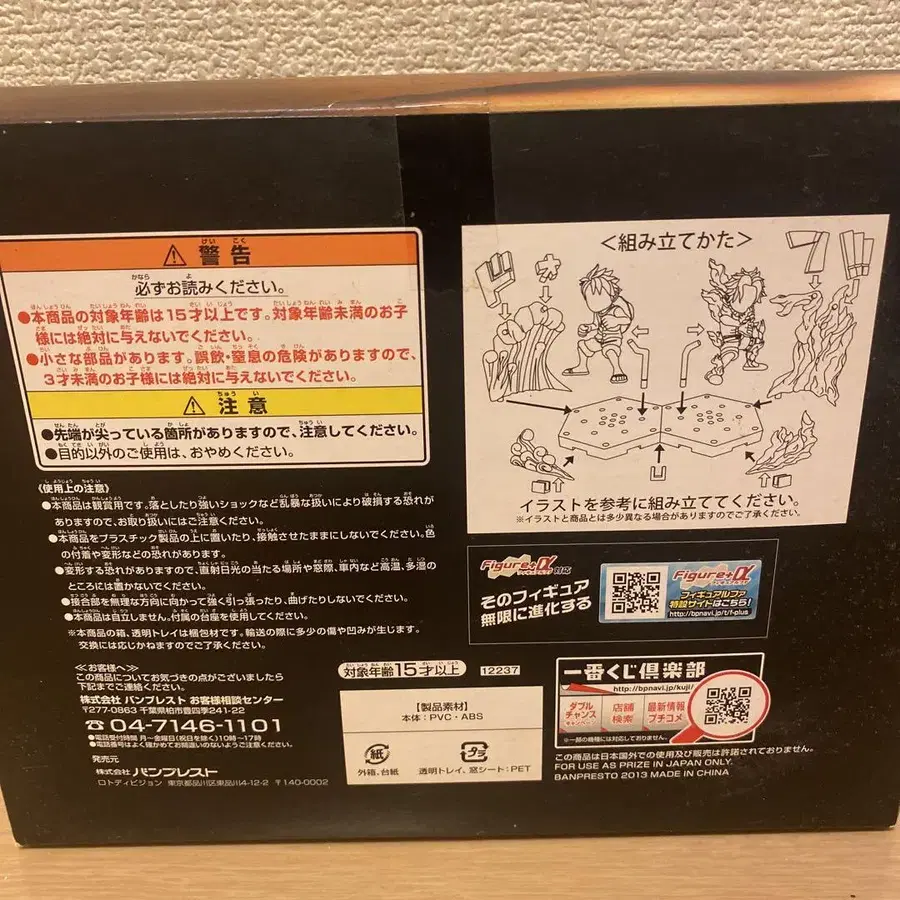 ⚠ 警告
必ずお読みください。
●本商品の対象年齢は15才以上です。対象年齢未満のお子
様には絶対に与えないでください。
●小さな部品があります。誤飲・窒息の危険がありますので、
3才未満のお子様には絶対に与えないでください。
⚠ 注意
●先端が尖っている箇所がありますので、注意してください。
●目的以外のご使用は、おやめください。
《使用上の注意》
●本商品は観賞用です。落としたり強いショックなど乱暴な扱いにより破損する恐れが
ありますので、お取り扱いにはご注意ください。
●本商品をプラスチック製品の上に置いたり、接触させたままにしないでください。色
の付着や変形などの恐れがあります。
●変形する恐れがありますので、直射日光の当たる場所や窓際、車内など高温、多湿の
ところには置かないでください。
●接合部を無理な方向に向かって強く引っ張ったり、曲げたりしないでください。
●本商品は自立しません。付属の台座を使用してください。
※本商品の箱、透明トレイは梱包材です。輸送の際に多少の傷や凹みが生じます。
交換には応じかねますのでご了承ください。
≪お客様へ≫
この商品についてお気づきの点がございましたら
下記までご連絡ください。
株式会社 バンプレスト お客様相談センター
〒277-0863 千葉県柏市豊四季241-22
☎04-7146-1101
●電話受付時間 月~金曜日(祝日を除く)10時~17時
●電話番号はよく確かめてお間違いのないようご注意ください。
発売元
株式会社 バンプレスト
ロトディビジョン 東京都品川区東品川4-12-2 〒140-0002
対象年齢15才以上
12237
【製品素材】
本体:PVC・ABS
紙
外箱、台紙
プラ
透明トレイ、窓シート:PET
<組み立てかた>
イラストを参考に組み立ててください。
※イラストと商品とは多少異なる場合がありますのでご了承ください。
Figure+α 対応
そのフィギュア
無限に進化する
Figure+α
フィギュアルファ
特設サイトはこちら!
http://bpnavi.jp/t/f-plus
一番くじ倶楽部
http://bpnavi.jp/kuji/
ダブル
チャンス
キャンペーン
店舗
検索
最新情報
プチコメ
※一部の機種には対応しておりません。
この商品は日本国外での使用及び販売は許諾されておりません。
FOR USE AS PRIZE IN JAPAN ONLY.
BANPRESTO 2013 MADE IN CHINA